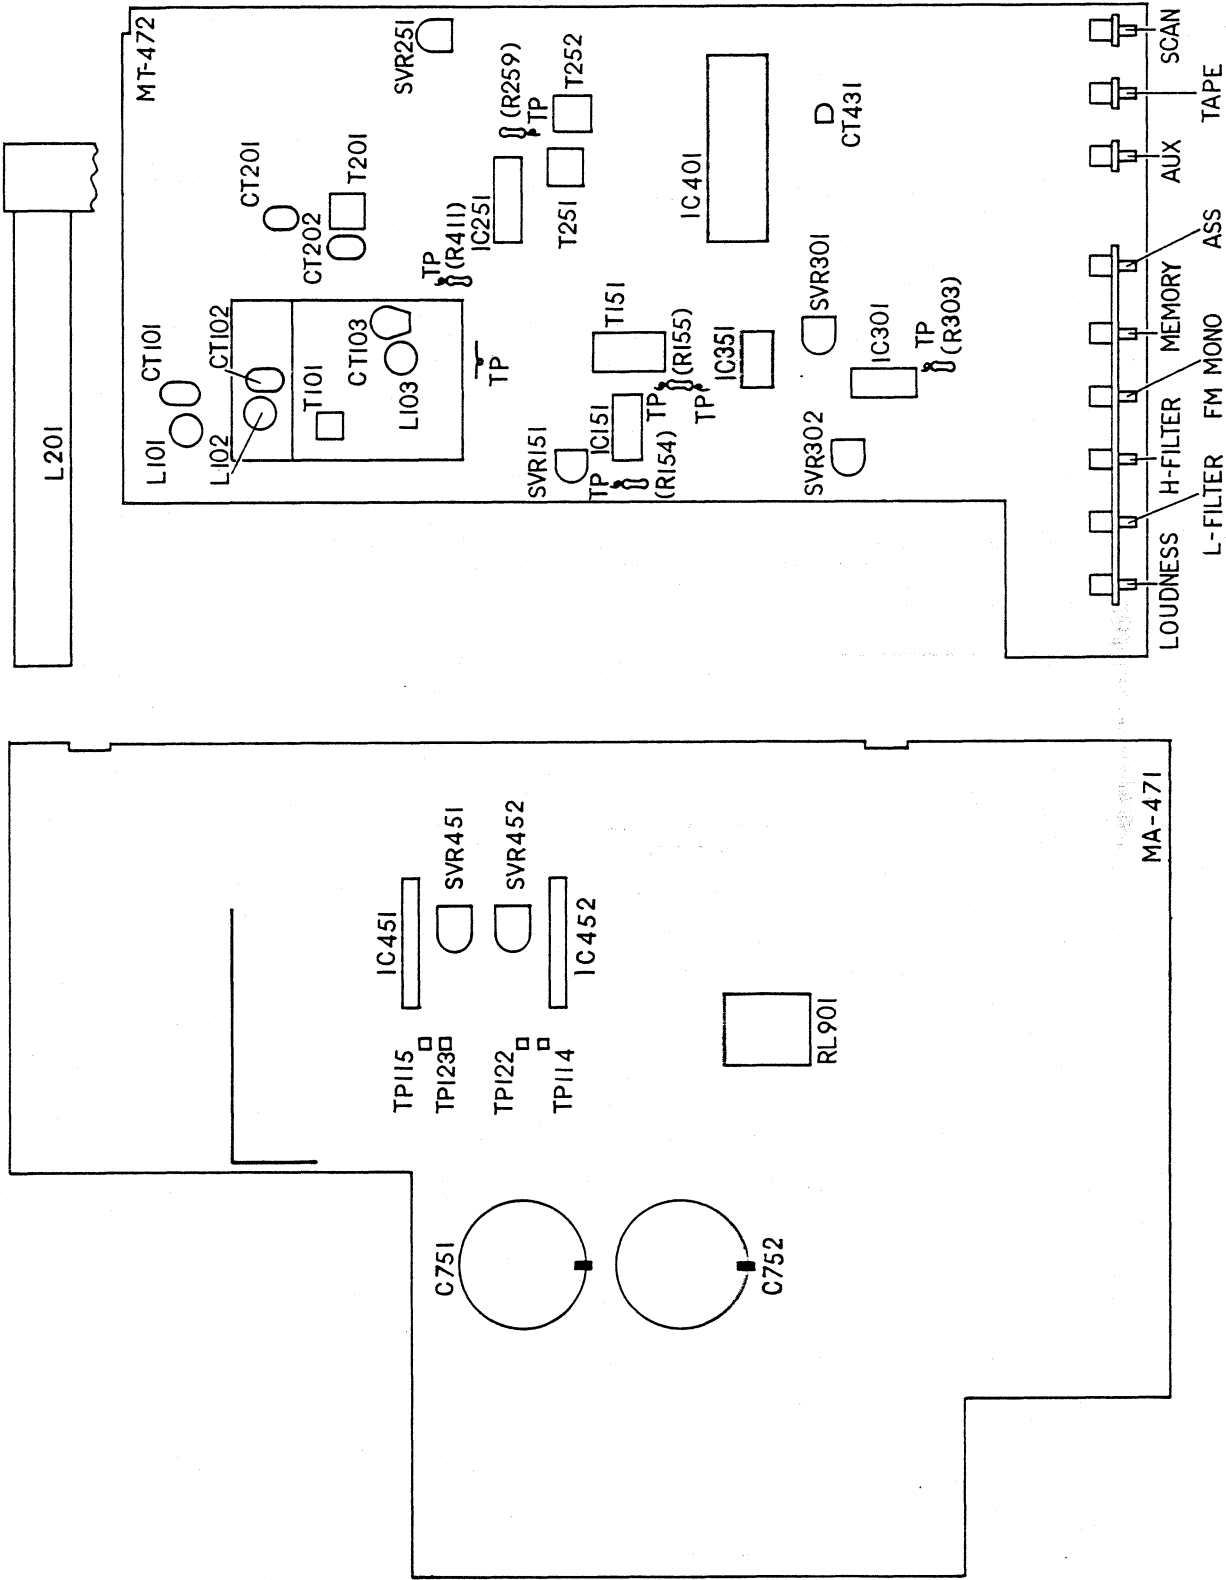 L201
MT-472
SVR251
CT201
CT202
T201
(R259)
TP
T252
IC251
T251
TP
(R411)
IC401
CT431
CT101
L101
CT102
L102
T101
CT103
L103
TP
T151
(R155)
TP
TP
IC151
SVR151
TP
(R154)
IC351
SVR301
IC301
TP
(R303)
SVR302
SCAN
TAPE
AUX
ASS
MEMORY
FM MONO
H-FILTER
L-FILTER
LOUDNESS
MA-471
IC451
SVR451
SVR452
IC452
TP115
TP123
TP122
TP114
RL901
C751
C752